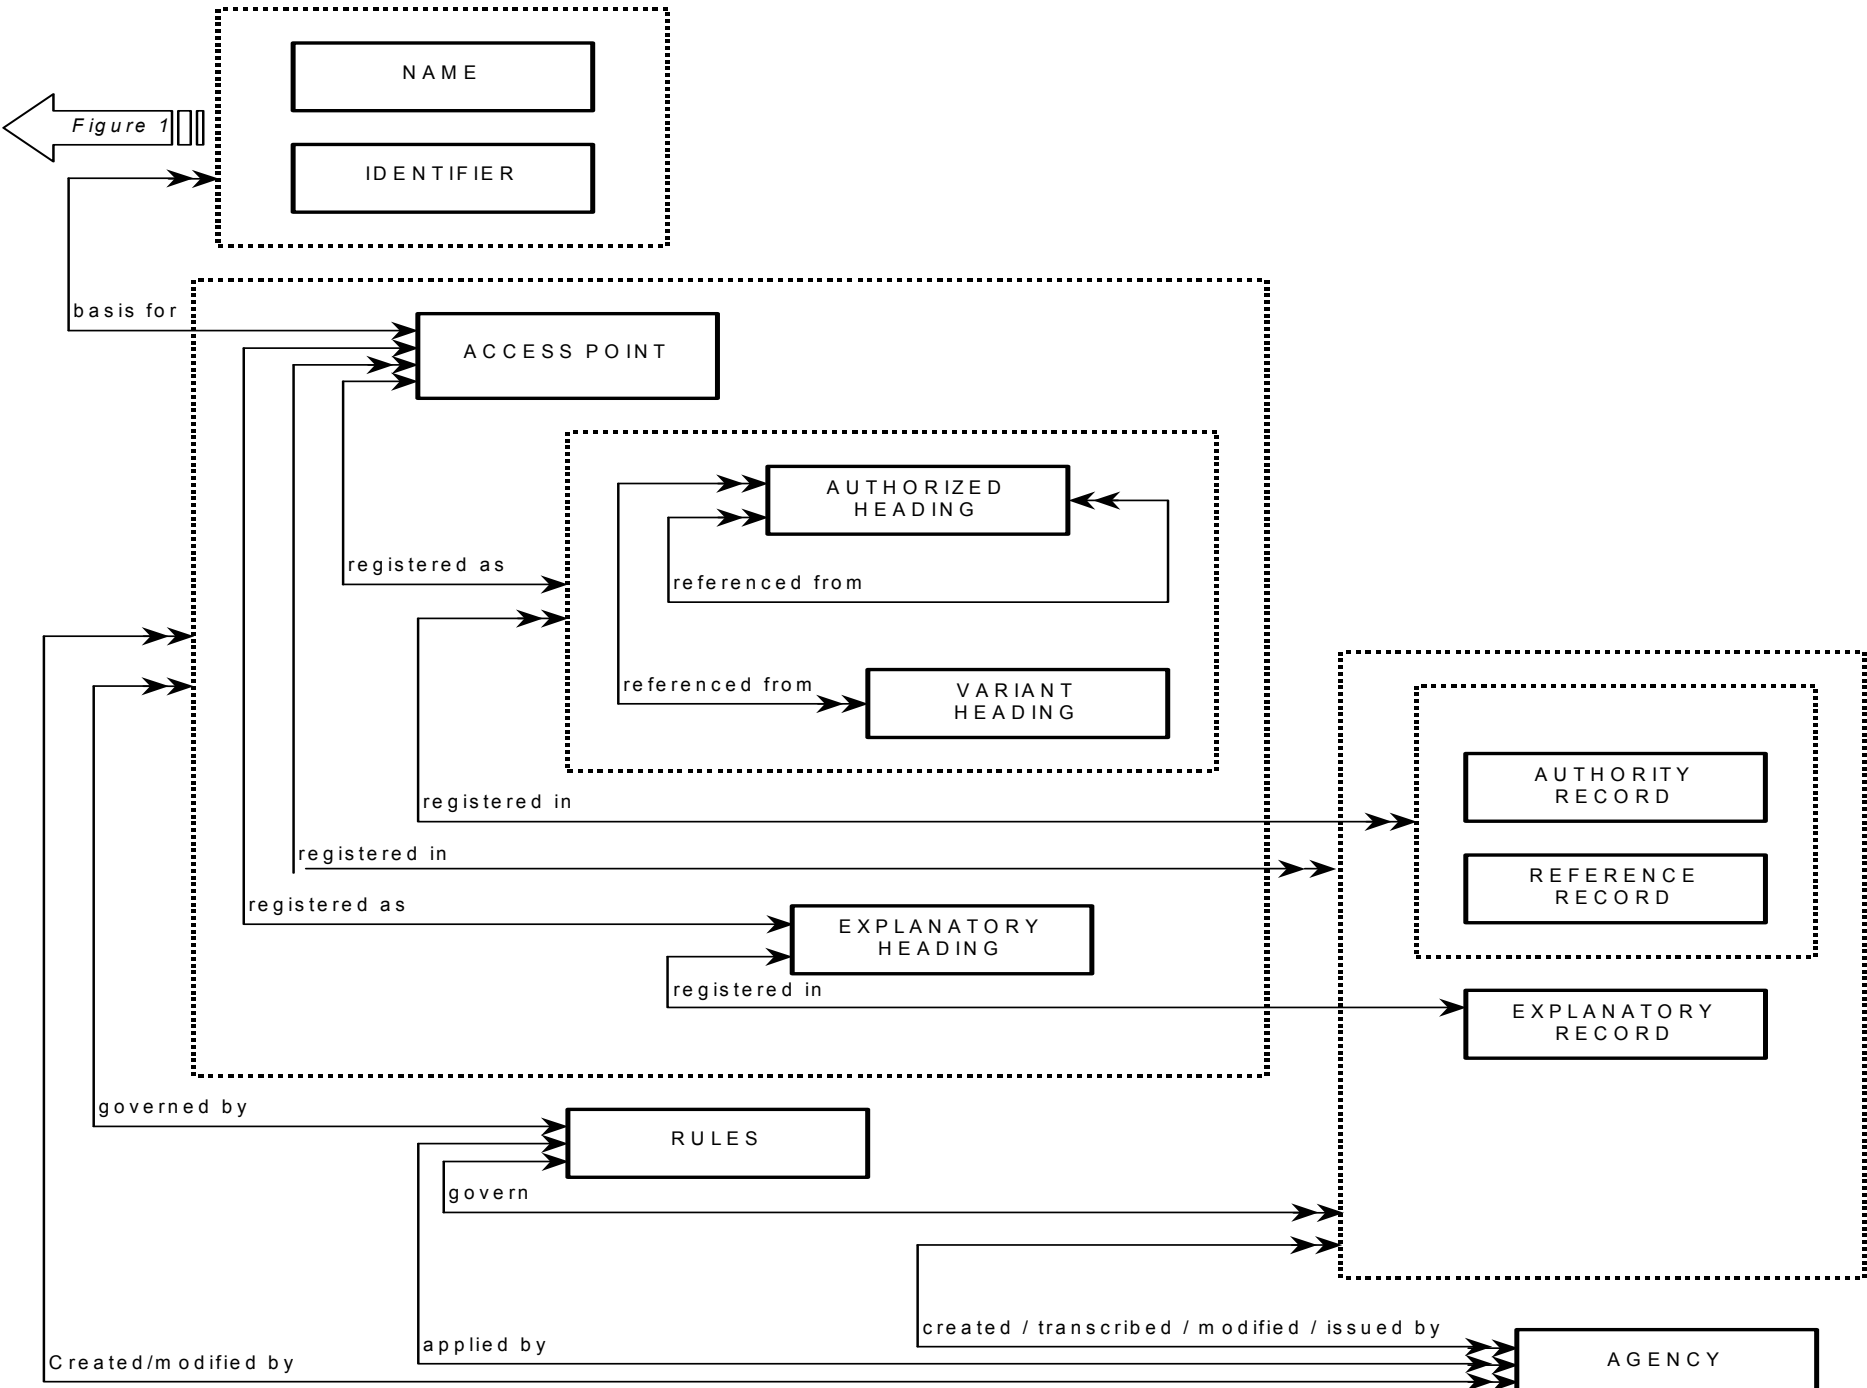 NAME
Figure 1
IDENTIFIER
basis for
ACCESS POINT
AUTHORIZED
HEADING
registered as
referenced from
referenced from
VARIANT
HEADING
AUTHORITY
RECORD
registered in
registered in
REFERENCE
RECORD
registered as
EXPLANATORY
HEADING
registered in
EXPLANATORY
RECORD
governed by
RULES
govern
created / transcribed / modified / issued by
applied by
Created/modified by
AGENCY